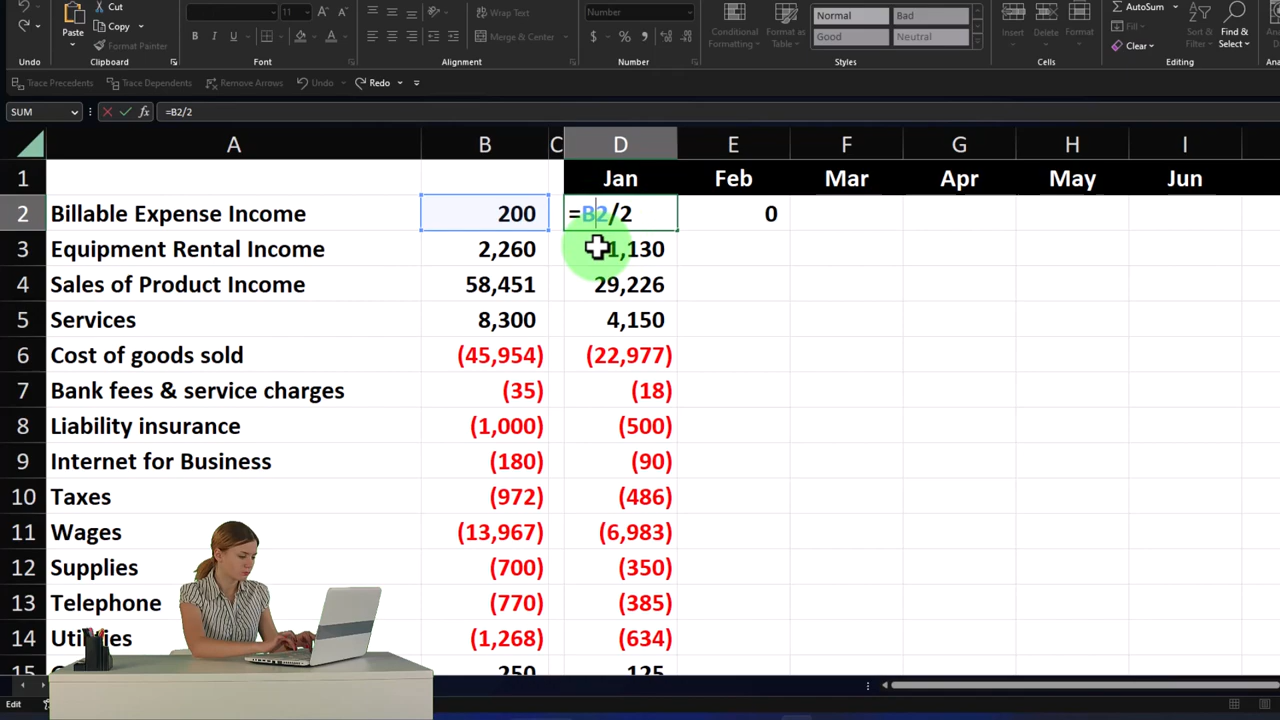 Cut
11
Wrap Text
Number
Normal
Bad
AutoSum
Copy
Fill
Paste
Conditional Formatting
Format as Table
Insert
Delete
Format
Sort & Filter
Find & Select
Format Painter
B I U
Merge & Center
$ % ,
Good
Neutral
Clear
Undo
Clipboard
Font
Alignment
Number
Styles
Cells
Editing
Trace Precedents
Trace Dependents
Remove Arrows
Undo
Redo
SUM
fx
=B2/2
A B C D E F G H I
1 Jan Feb Mar Apr May Jun
2 Billable Expense Income 200 =B2/2 0
3 Equipment Rental Income 2,260 1,130
4 Sales of Product Income 58,451 29,226
5 Services 8,300 4,150
6 Cost of goods sold (45,954) (22,977)
7 Bank fees & service charges (35) (18)
8 Liability insurance (1,000) (500)
9 Internet for Business (180) (90)
10 Taxes (972) (486)
11 Wages (13,967) (6,983)
12 Supplies (700) (350)
13 Telephone (770) (385)
14 (1,268) (634)
15 250 125
Edit